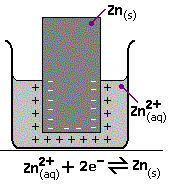 Zn(s)
Zn2+(aq)
+ + + + + + + + + + + + + + + + + +
− − − − − − − − − − − −
Zn2+(aq) + 2e− ⇌ Zn(s)